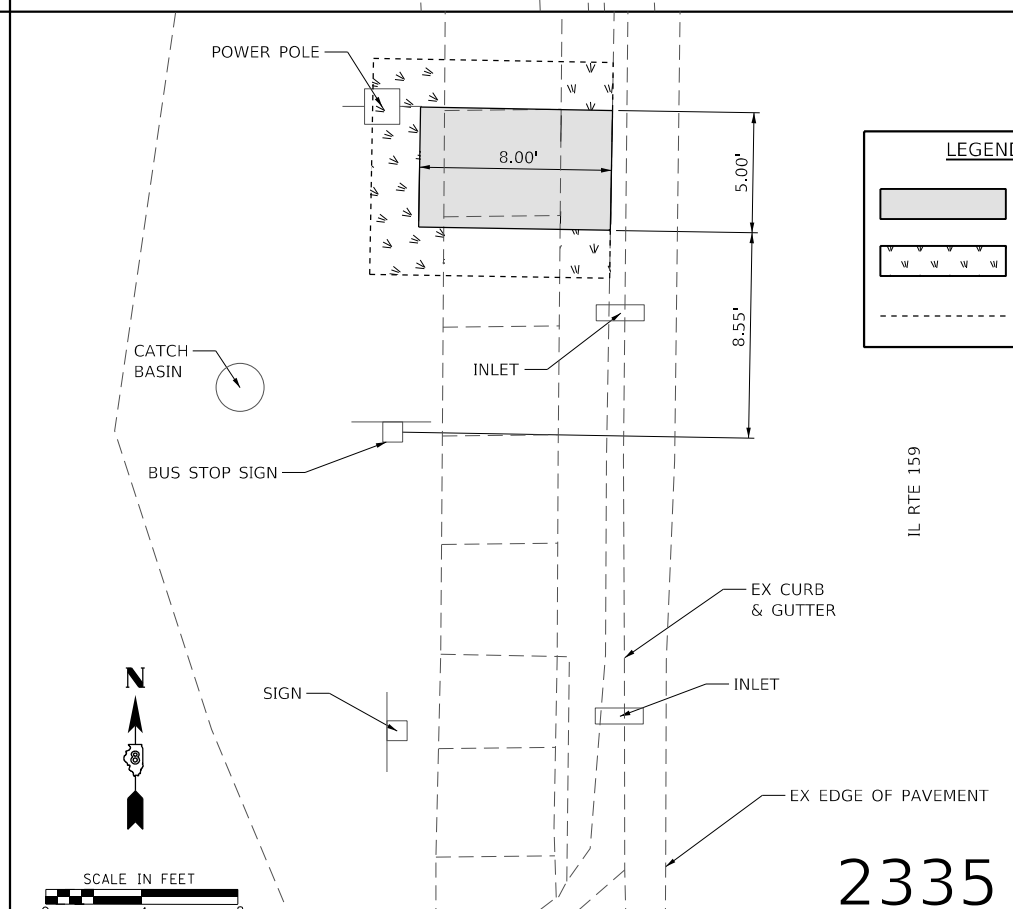 POWER POLE
LEGEND
8.00'
5.00'
8.55'
CATCH
BASIN
INLET
BUS STOP SIGN
IL RTE 159
EX CURB
& GUTTER
N
SIGN
INLET
8
EX EDGE OF PAVEMENT
SCALE IN FEET
2335